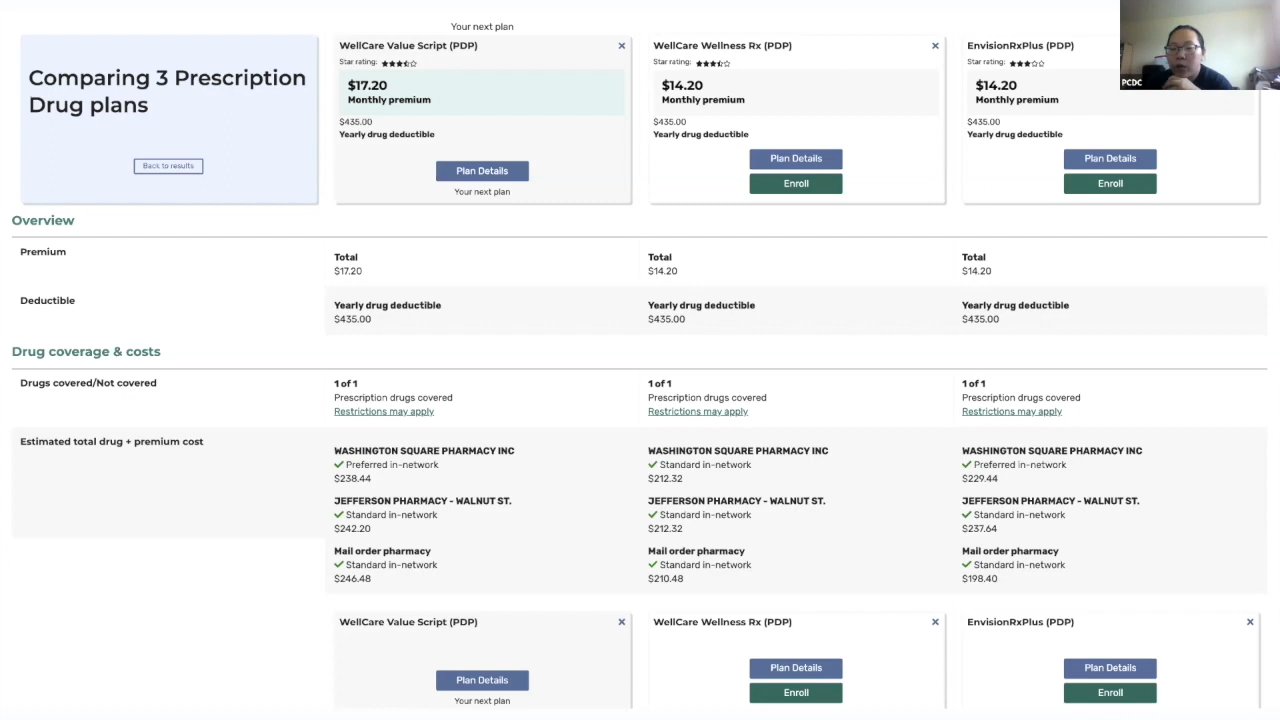 Your next plan
Comparing 3 Prescription
Drug plans
Back to results
WellCare Value Script (PDP)
Star rating:
$17.20
Monthly premium
$435.00
Yearly drug deductible
Plan Details
Your next plan
WellCare Wellness Rx (PDP)
Star rating:
$14.20
Monthly premium
$435.00
Yearly drug deductible
Plan Details
Enroll
EnvisionRxPlus (PDP)
Star rating:
$14.20
Monthly premium
$435.00
Yearly drug deductible
Plan Details
Enroll
PCDC
Overview
Premium
Total
$17.20
Total
$14.20
Total
$14.20
Deductible
Yearly drug deductible
$435.00
Yearly drug deductible
$435.00
Yearly drug deductible
$435.00
Drug coverage & costs
Drugs covered/Not covered
1 of 1
Prescription drugs covered
Restrictions may apply
1 of 1
Prescription drugs covered
Restrictions may apply
1 of 1
Prescription drugs covered
Restrictions may apply
Estimated total drug + premium cost
WASHINGTON SQUARE PHARMACY INC
Preferred in-network
$238.44
JEFFERSON PHARMACY - WALNUT ST.
Standard in-network
$242.20
Mail order pharmacy
Standard in-network
$246.48
WASHINGTON SQUARE PHARMACY INC
Standard in-network
$212.32
JEFFERSON PHARMACY - WALNUT ST.
Standard in-network
$212.32
Mail order pharmacy
Standard in-network
$210.48
WASHINGTON SQUARE PHARMACY INC
Preferred in-network
$229.44
JEFFERSON PHARMACY - WALNUT ST.
Standard in-network
$237.64
Mail order pharmacy
Standard in-network
$198.40
WellCare Value Script (PDP)
Plan Details
Your next plan
WellCare Wellness Rx (PDP)
Plan Details
Enroll
EnvisionRxPlus (PDP)
Plan Details
Enroll